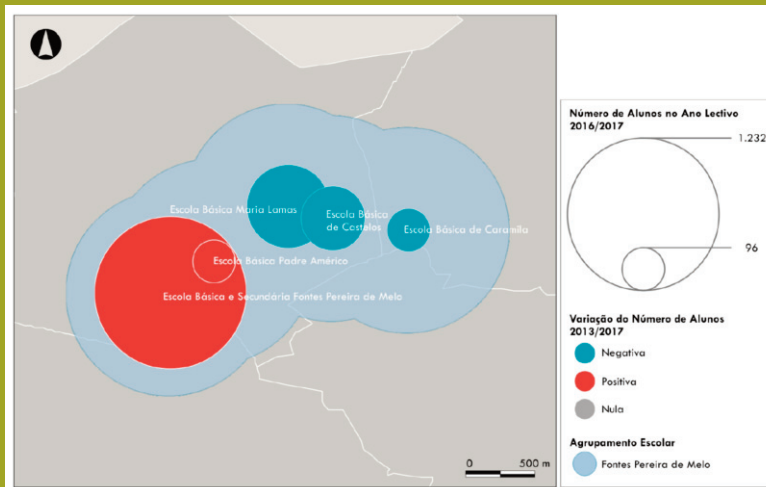 Escola Básica Maria Lamas
Escola Básica
de Castelos
Escola Básica de Caramila
Escola Básica Padre Américo
Escola Básica e Secundária Fontes Pereira de Melo
0 500 m
Número de Alunos no Ano Lectivo
2016/2017
1.232
96
Variação do Número de Alunos
2013/2017
Negativa
Positiva
Nula
Agrupamento Escolar
Fontes Pereira de Melo